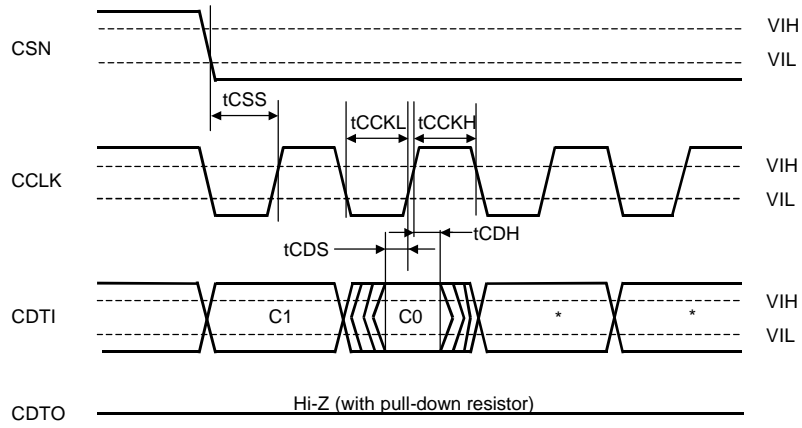 CSN
VIH
VIL
tCSS
tCCKL tCCKH
CCLK
VIH
VIL
tCDS
tCDH
CDTI
C1
C0
*
*
VIH
VIL
CDTO
Hi-Z (with pull-down resistor)